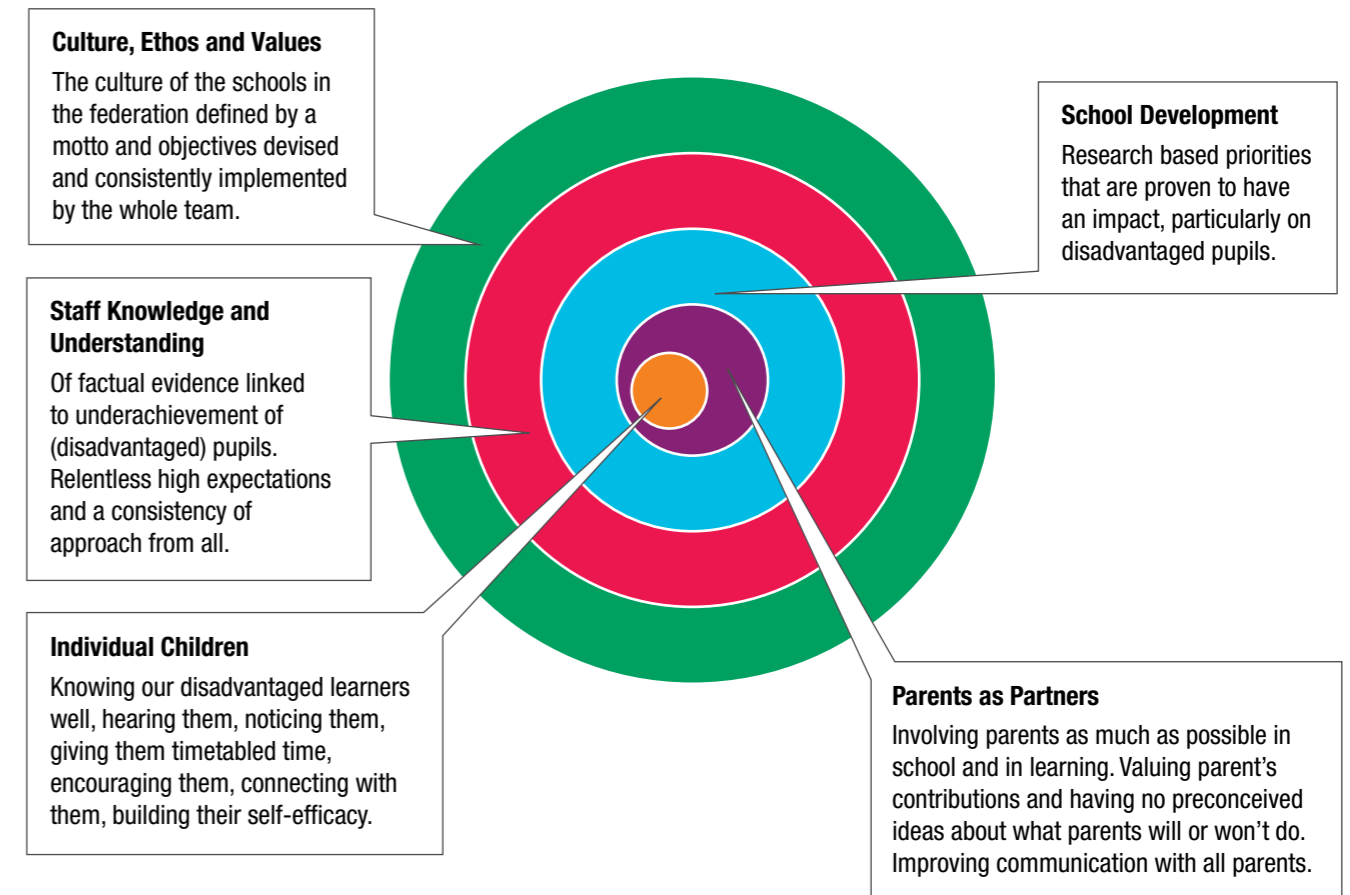 Culture, Ethos and Values
The culture of the schools in
the federation defined by a
motto and objectives devised
and consistently implemented
by the whole team.
School Development
Research based priorities
that are proven to have
an impact, particularly on
disadvantaged pupils.
Staff Knowledge and
Understanding
Of factual evidence linked
to underachievement of
(disadvantaged) pupils.
Relentless high expectations
and a consistency of
approach from all.
Individual Children
Knowing our disadvantaged learners
well, hearing them, noticing them,
giving them timetabled time,
encouraging them, connecting with
them, building their self-efficacy.
Parents as Partners
Involving parents as much as possible in
school and in learning. Valuing parent’s
contributions and having no preconceived
ideas about what parents will or won’t do.
Improving communication with all parents.